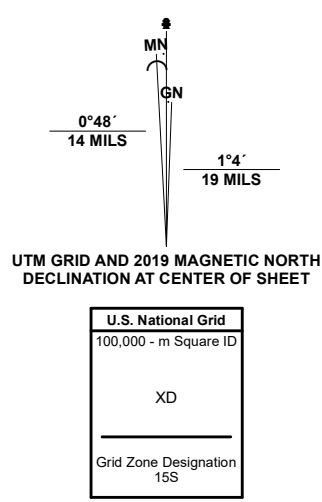 MN
GN
0°48´
14 MILS
1°4´
19 MILS
UTM GRID AND 2019 MAGNETIC NORTH
DECLINATION AT CENTER OF SHEET
U.S. National Grid
100,000 - m Square ID
XD
Grid Zone Designation
15S